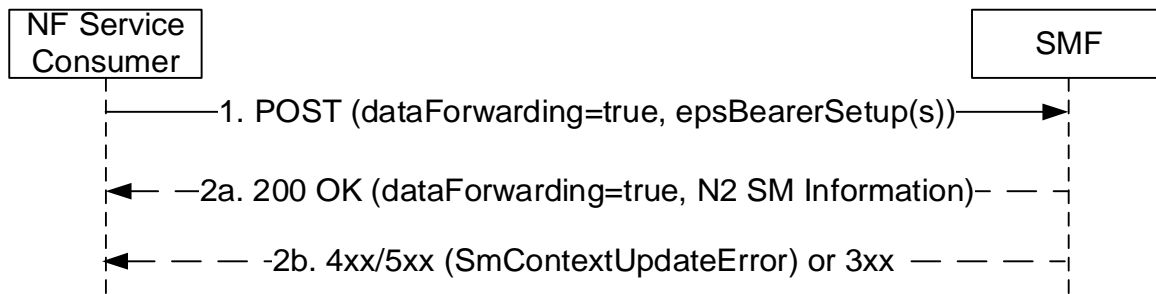 NF Service
Consumer
SMF
1. POST (dataForwarding=true, epsBearerSetup(s))
2a. 200 OK (dataForwarding=true, N2 SM Information)
2b. 4xx/5xx (SmContextUpdateError) or 3xx